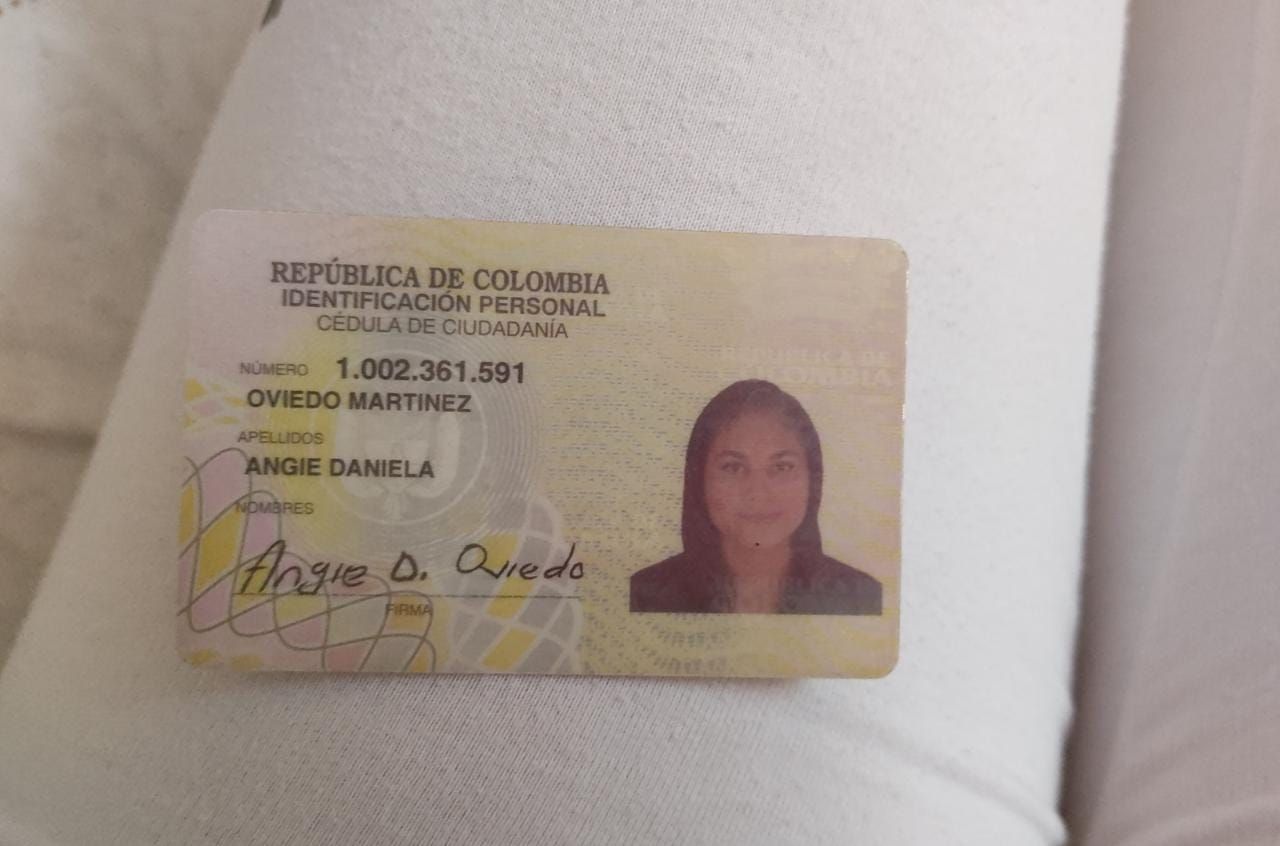 REPÚBLICA DE COLOMBIA
IDENTIFICACIÓN PERSONAL
CÉDULA DE CIUDADANÍA
NÚMERO 1.002.361.591
OVIEDO MARTINEZ
APELLIDOS
ANGIE DANIELA
NOMBRES
Angie D. Oviedo
FIRMA
REPÚBLICA DE
COLOMBIA